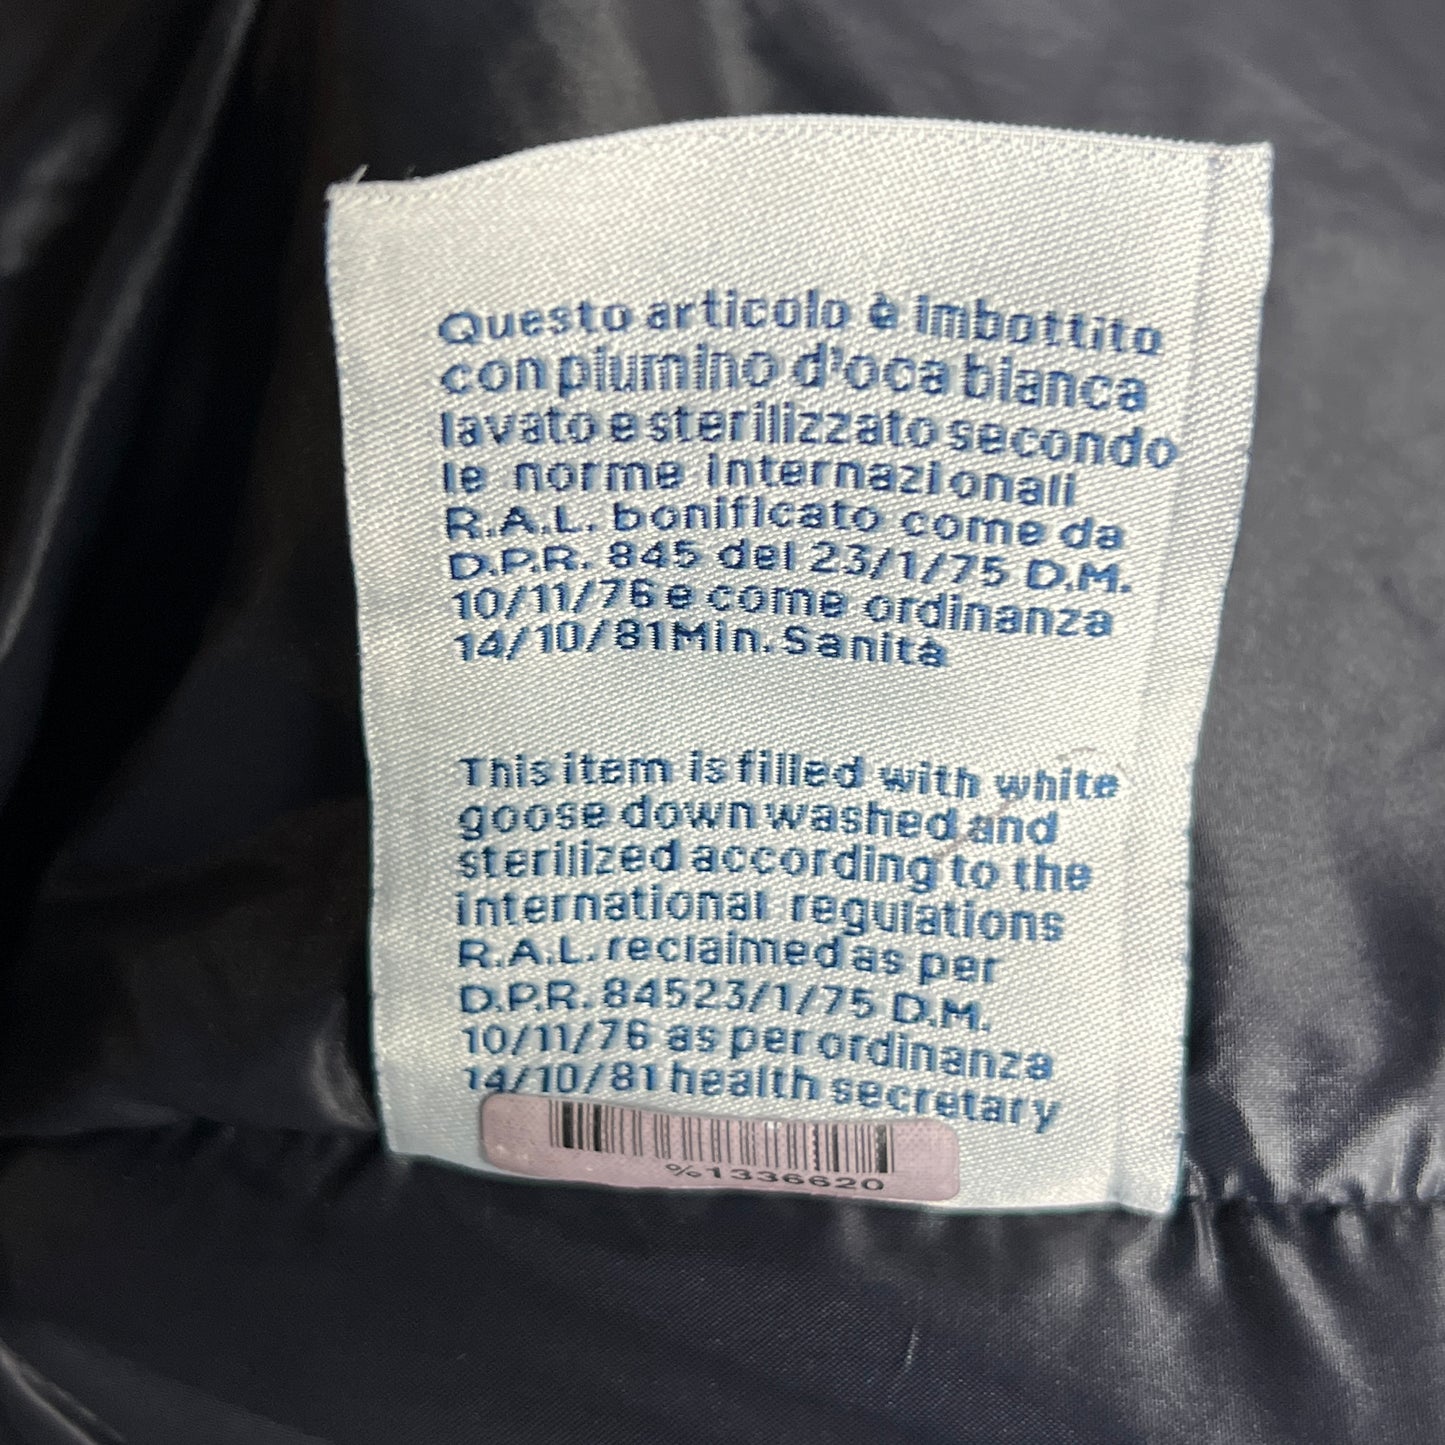 Questo articolo è imbottito
con piumino d'oca bianca
lavato e sterilizzato secondo
le norme internazionali
R.A.L. bonificato come da
D.P.R. 845 del 23/1/75 D.M.
10/11/76 e come ordinanza
14/10/81 Min. Sanità
This item is filled with white
goose down washed and
sterilized according to the
international regulations
R.A.L. reclaimed as per
D.P.R. 84523/1/75 D.M.
10/11/76 as per ordinanza
14/10/81 health secretary
%1336620